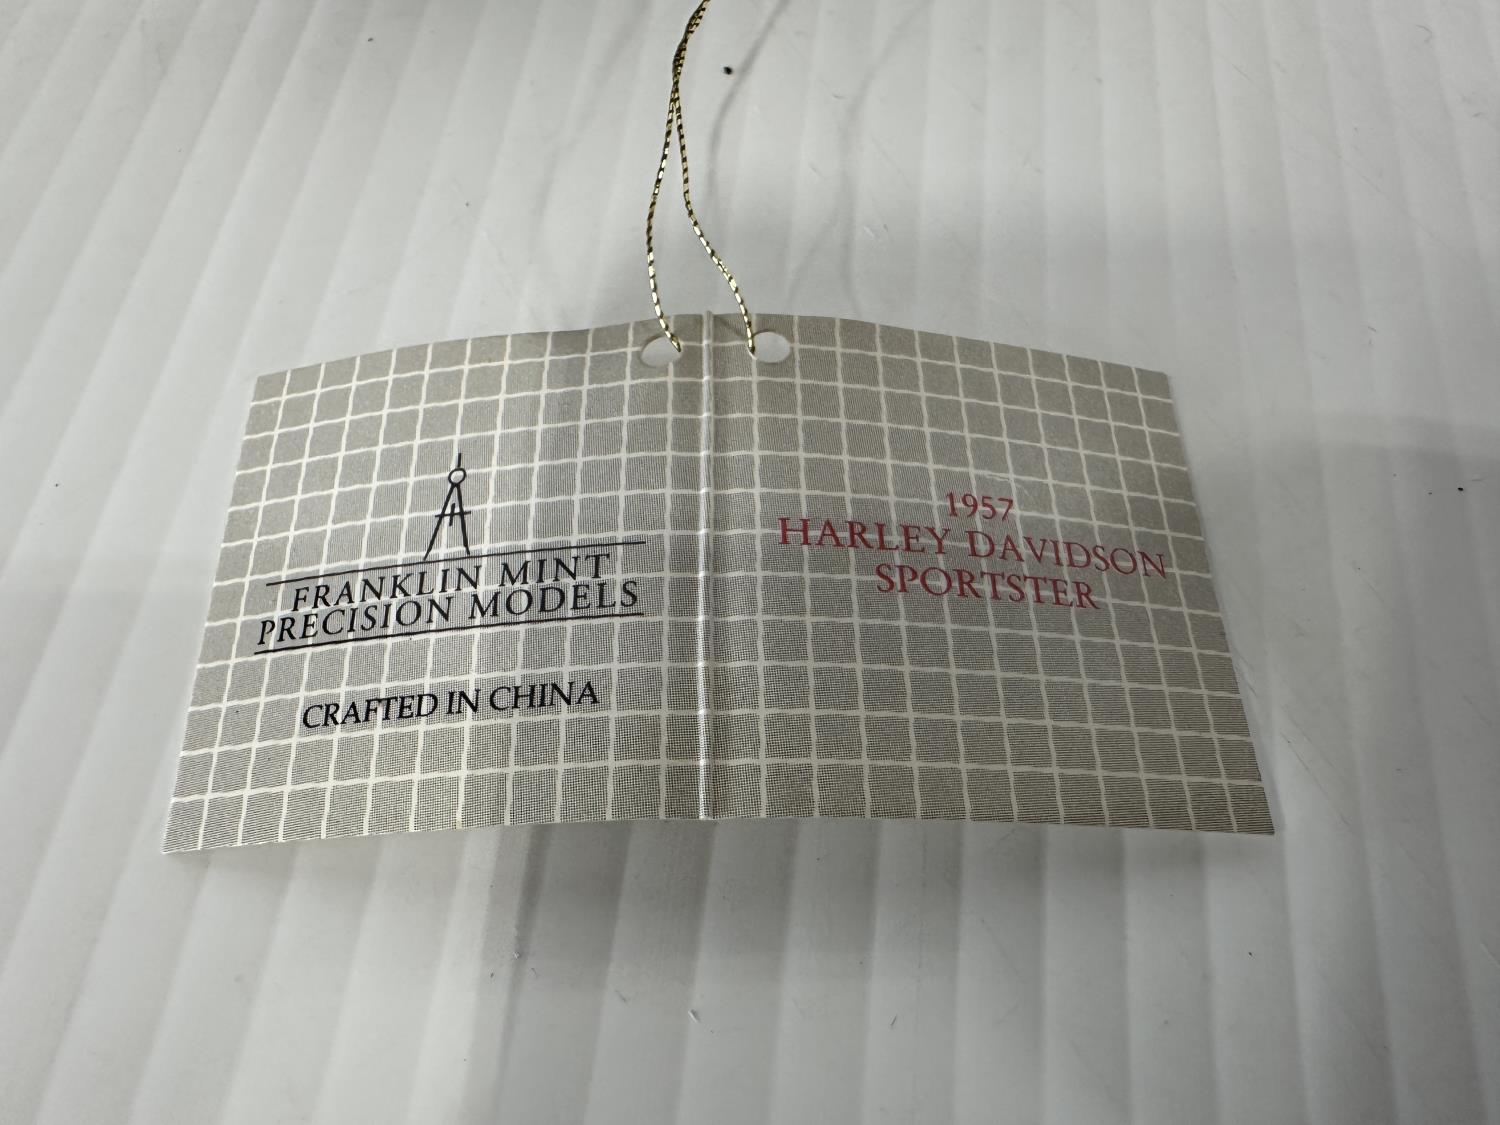 FRANKLIN MINT
PRECISION MODELS
CRAFTED IN CHINA
1957
HARLEY DAVIDSON
SPORTSTER